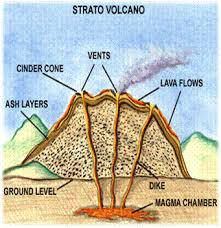 STRATO VOLCANO
VENTS
CINDER CONE
LAVA FLOWS
ASH LAYERS
GROUND LEVEL
DIKE
MAGMA CHAMBER